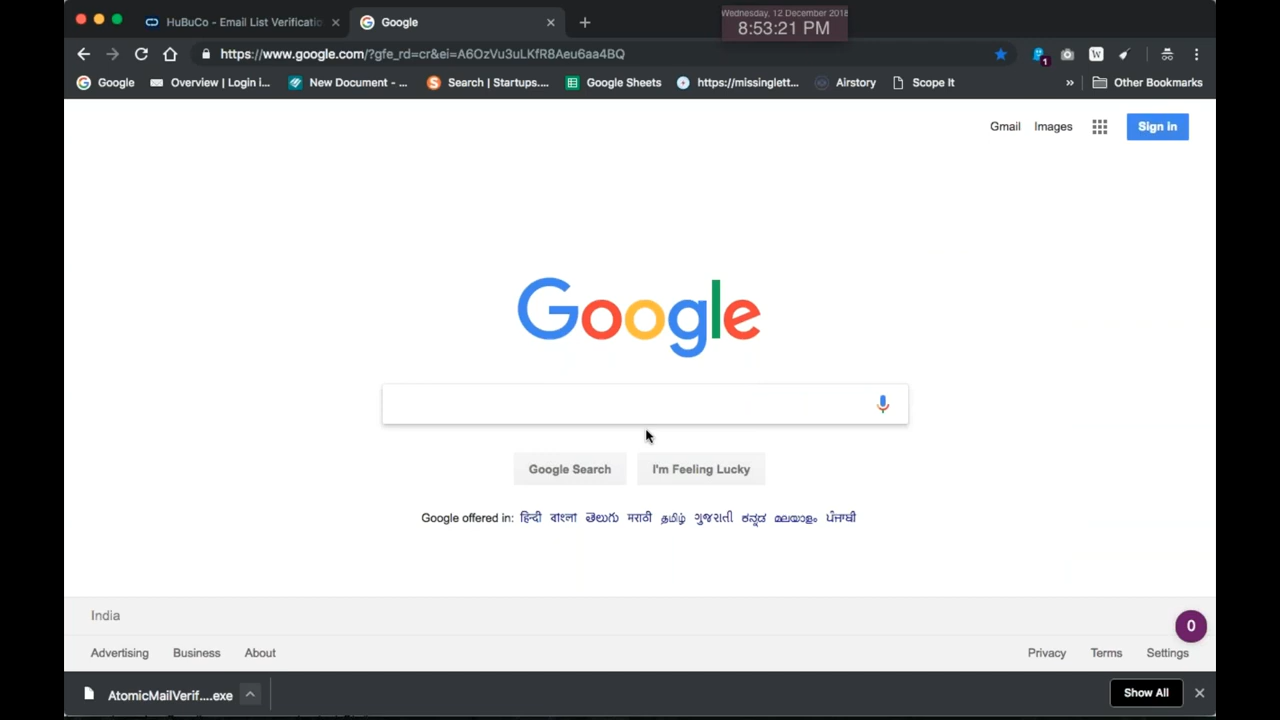 HuBuCo - Email List Verificatio
Google
Wednesday, 12 December 2018
8:53:21 PM
https://www.google.com/?gfe_rd=cr&ei=A6OzVu3uLKfR8Aeu6aa4BQ
1
W
Google
Overview | Login i...
New Document - ...
Search | Startups....
Google Sheets
https://missinglett...
Airstory
Scope It
»
Other Bookmarks
Gmail
Images
Sign in
Google
Google Search
I'm Feeling Lucky
Google offered in: हिन्दी বাংলা తెలుగు मराठी தமிழ் ગુજરાતી ಕನ್ನಡ മലയാളം ਪੰਜਾਬੀ
India
0
Advertising
Business
About
Privacy
Terms
Settings
AtomicMailVerif....exe
Show All